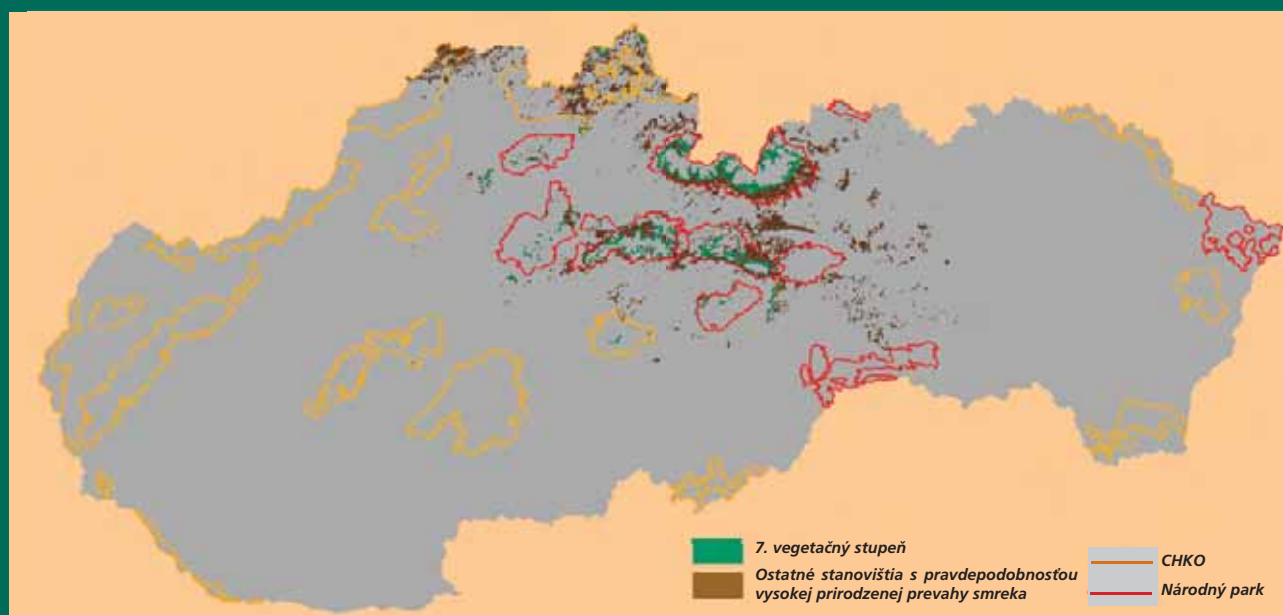 7. vegetačný stupeň
Ostatné stanovištia s pravdepodobnosťou
vysokej prirodzenej prevahy smreka
CHKO
Národný park